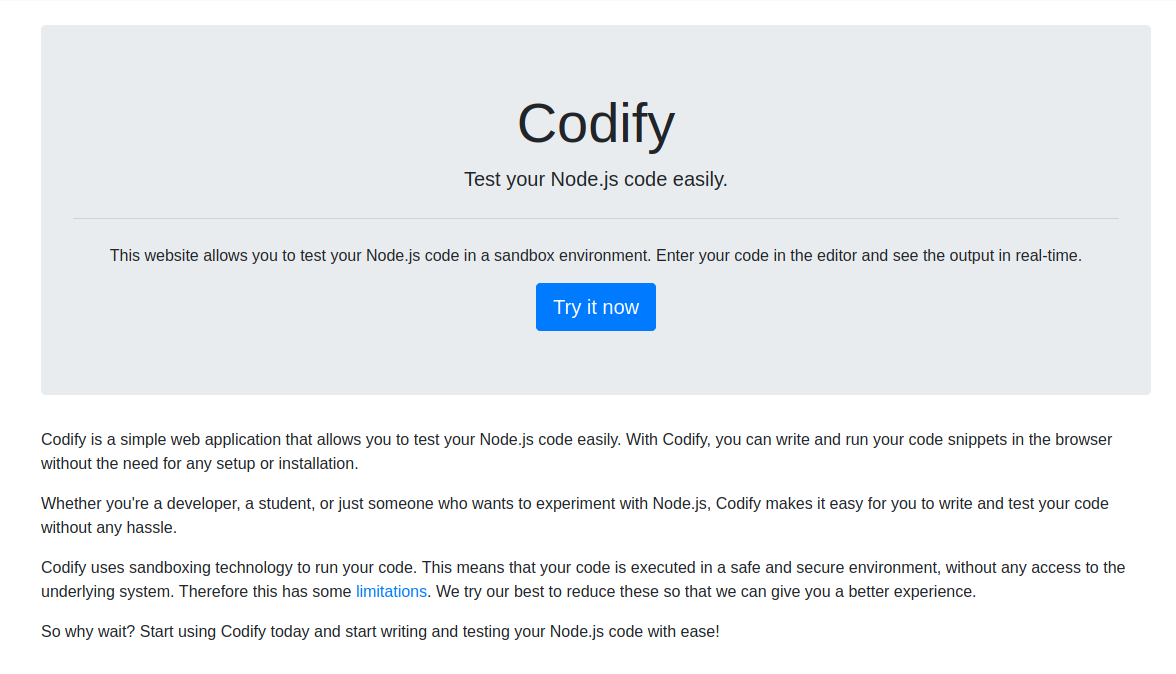 Codify
Test your Node.js code easily.
This website allows you to test your Node.js code in a sandbox environment. Enter your code in the editor and see the output in real-time.
Try it now
Codify is a simple web application that allows you to test your Node.js code easily. With Codify, you can write and run your code snippets in the browser
without the need for any setup or installation.
Whether you're a developer, a student, or just someone who wants to experiment with Node.js, Codify makes it easy for you to write and test your code
without any hassle.
Codify uses sandboxing technology to run your code. This means that your code is executed in a safe and secure environment, without any access to the
underlying system. Therefore this has some limitations. We try our best to reduce these so that we can give you a better experience.
So why wait? Start using Codify today and start writing and testing your Node.js code with ease!